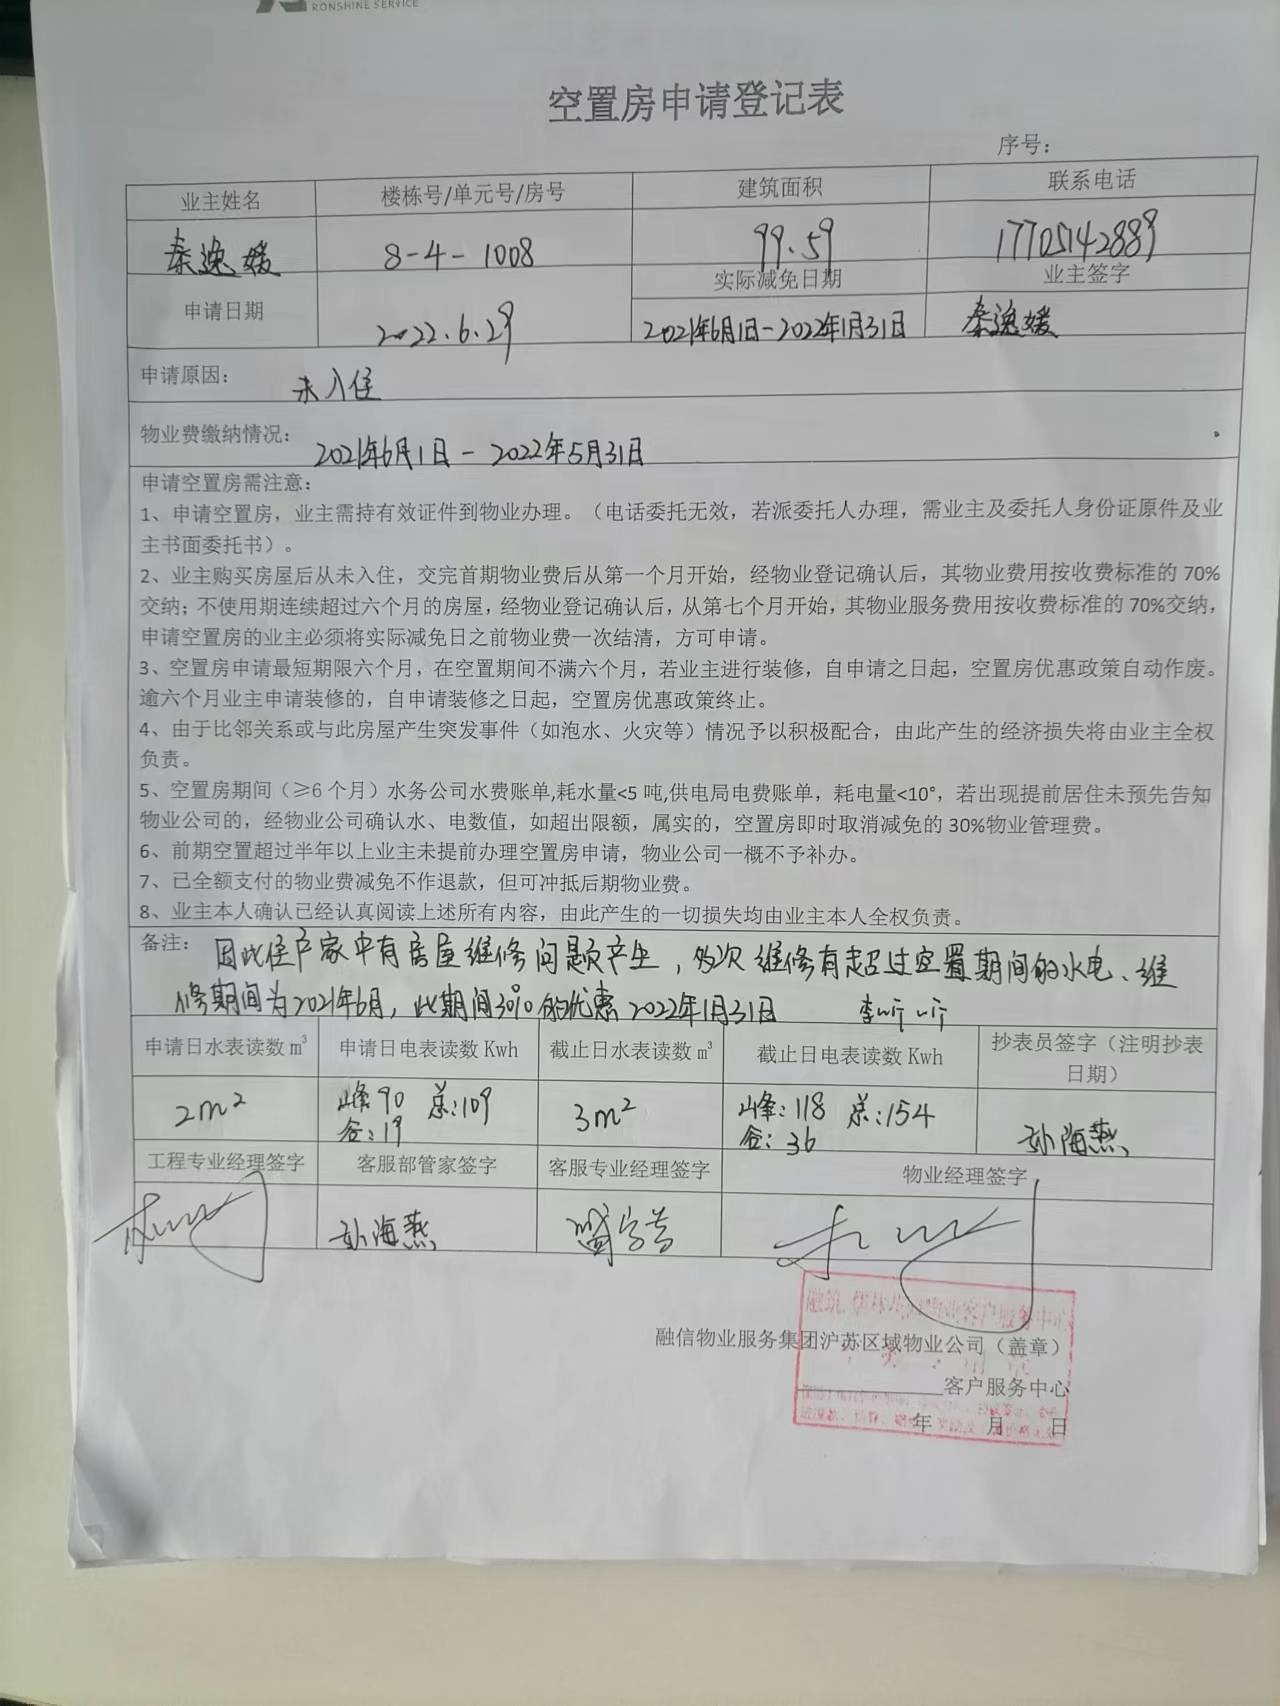 RONSHINE SERVICE
空置房申请登记表
序号：
业主姓名 楼栋号/单元号/房号 建筑面积 联系电话
秦逸媛 8-4-1008 99.59 17705142889
实际减免日期 业主签字
申请日期 2022.6.29 2021年6月1日-2022年1月31日 秦逸媛
申请原因： 未入住
物业费缴纳情况： 2021年6月1日-2022年5月31日
申请空置房需注意：
1、申请空置房，业主需持有效证件到物业办理。（电话委托无效，若派委托人办理，需业主及委托人身份证原件及业
主书面委托书）。
2、业主购买房屋后从未入住，交完首期物业费后从第一个月开始，经物业登记确认后，其物业费用按收费标准的 70%
交纳；不使用期连续超过六个月的房屋，经物业登记确认后，从第七个月开始，其物业服务费用按收费标准的 70%交纳，
申请空置房的业主必须将实际减免日之前物业费一次结清，方可申请。
3、空置房申请最短期限六个月，在空置期间不满六个月，若业主进行装修，自申请之日起，空置房优惠政策自动作废。
逾六个月业主申请装修的，自申请装修之日起，空置房优惠政策终止。
4、由于比邻关系或与此房屋产生突发事件（如泡水、火灾等）情况予以积极配合，由此产生的经济损失将由业主全权
负责。
5、空置房期间（≥6 个月）水务公司水费账单,耗水量<5 吨,供电局电费账单，耗电量<10°，若出现提前居住未预先告知
物业公司的，经物业公司确认水、电数值，如超出限额，属实的，空置房即时取消减免的 30%物业管理费。
6、前期空置超过半年以上业主未提前办理空置房申请，物业公司一概不予补办。
7、已全额支付的物业费减免不作退款，但可冲抵后期物业费。
8、业主本人确认已经认真阅读上述所有内容，由此产生的一切损失均由业主本人全权负责。
备注： 因此住户家中有房屋维修问题产生，多次维修有超过空置期间的水电、维
修期间为2021年6月，此期间30%的优惠2022年1月31日
申请日水表读数 m³ 申请日电表读数 Kwh 截止日水表读数 m³ 截止日电表读数 Kwh 抄表员签字（注明抄表
日期）
2m² 峰90 总:109 3m² 峰:118 总:154 孙海燕
谷:19 谷:36
工程专业经理签字 客服部管家签字 客服专业经理签字 物业经理签字
孙海燕
融信物业服务集团沪苏区域物业公司（盖章）
客户服务中心
年 月 日